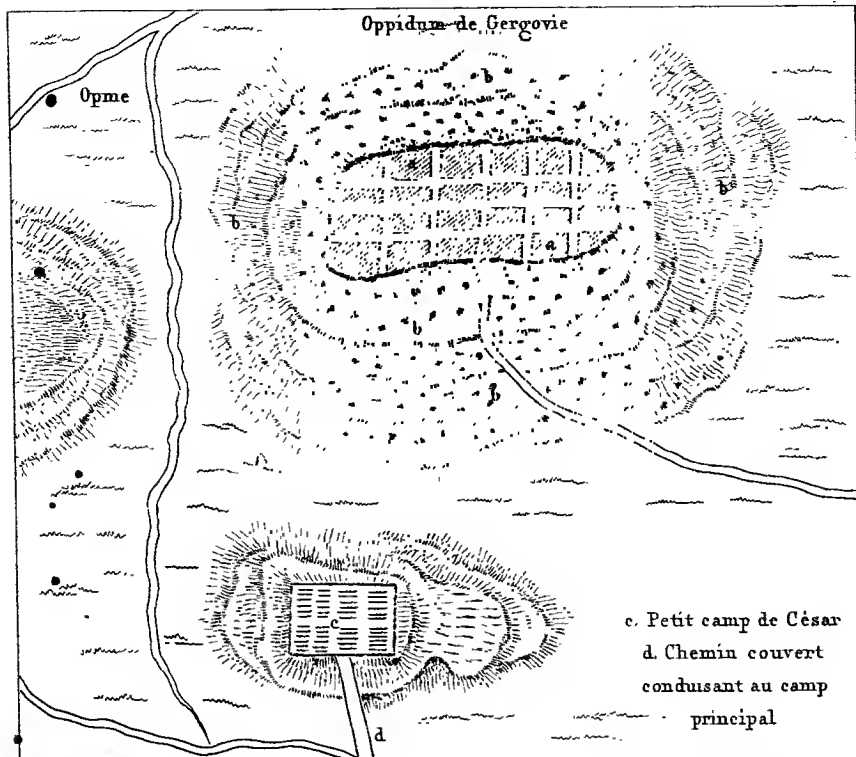 Oppidum de Gergovie
b
Opme
a
b
b
a
b
b
c
c. Petit camp de César
d. Chemin couvert
conduisant au camp
principal
d